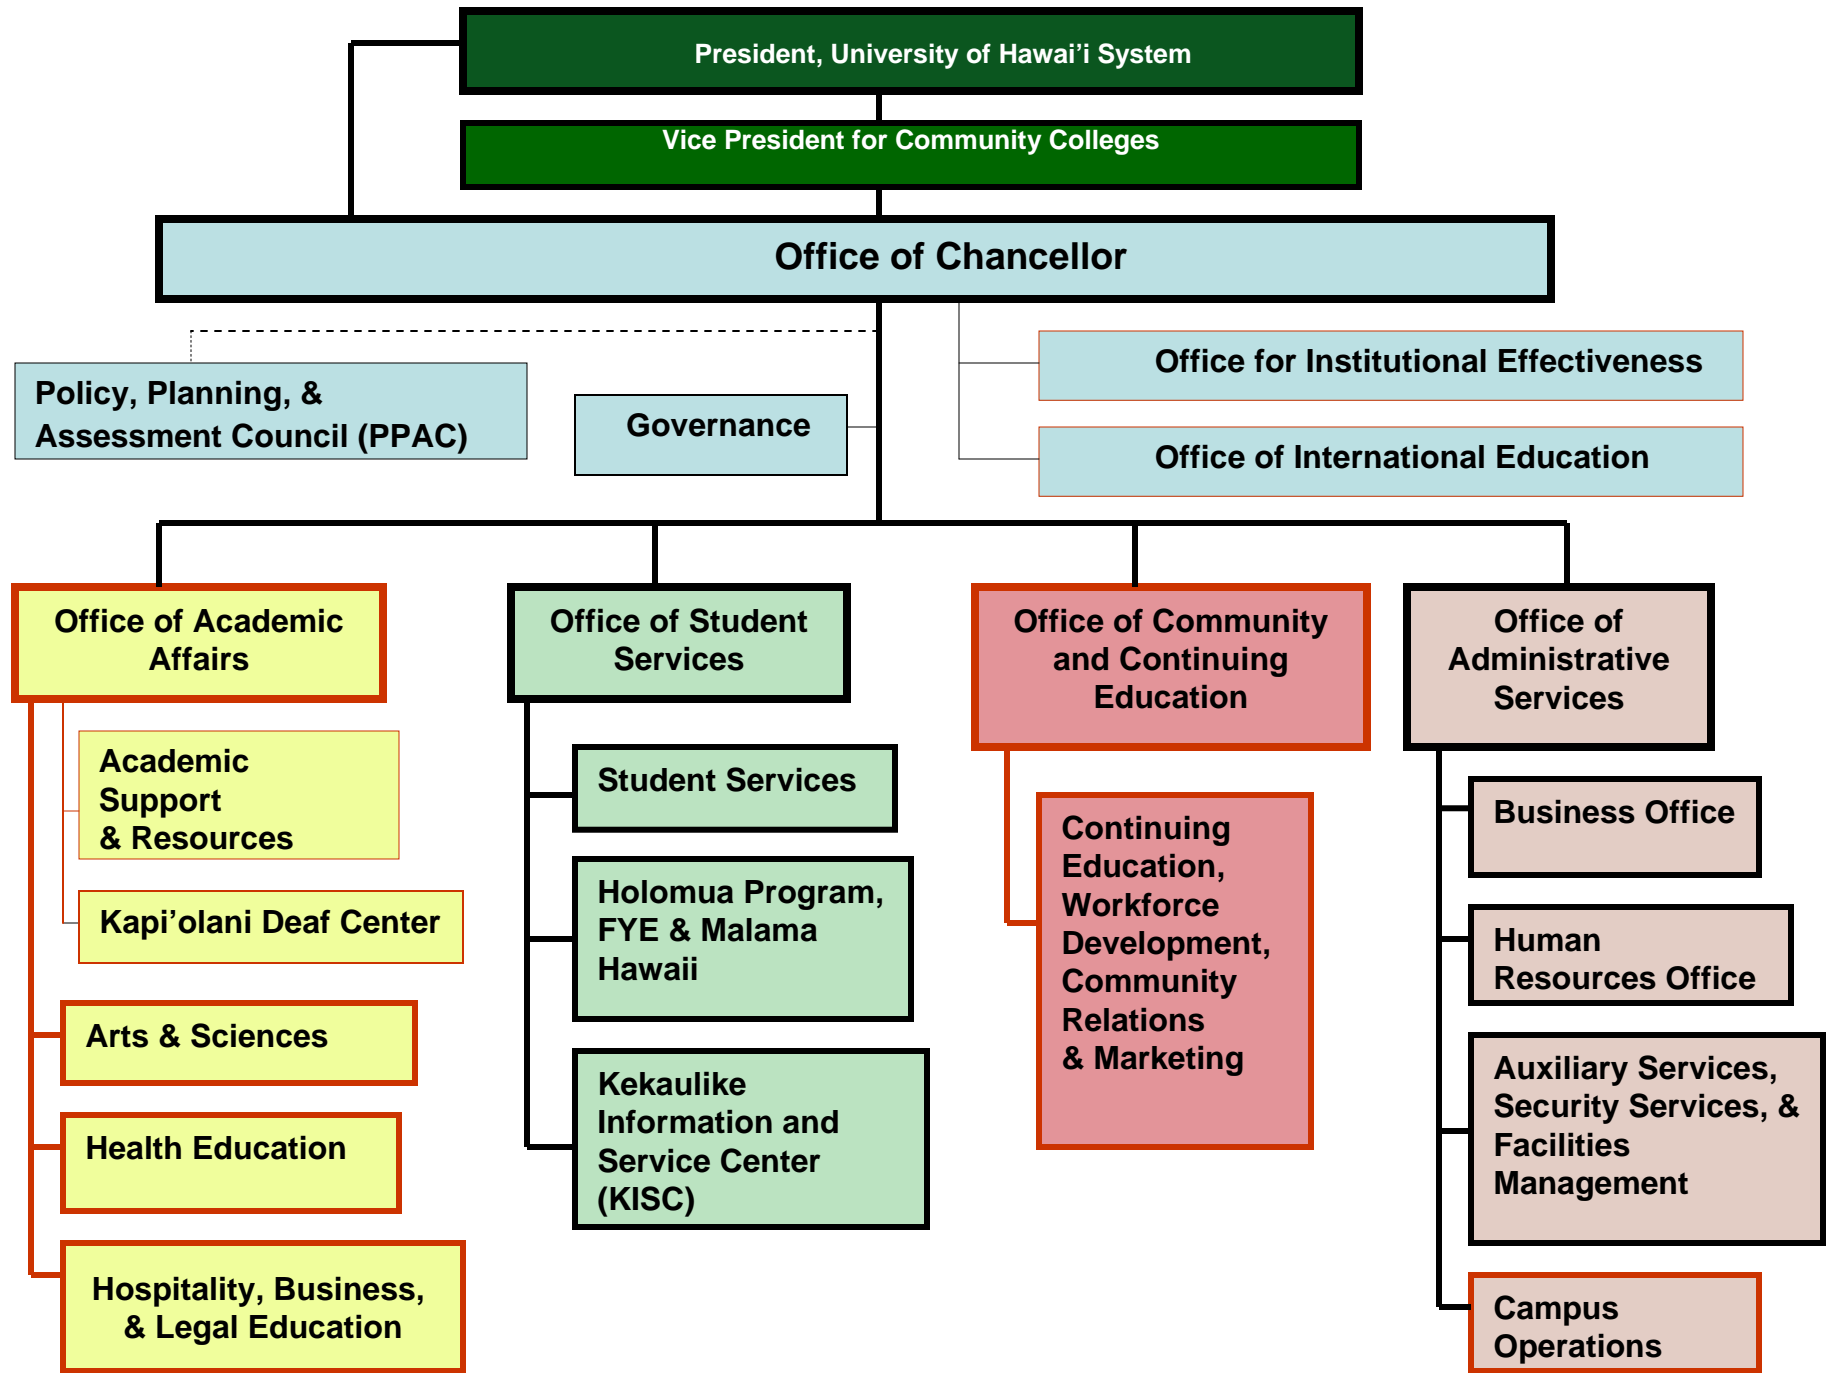 President, University of Hawai’i System
Vice President for Community Colleges
Office of Chancellor
Policy, Planning, &
Assessment Council (PPAC)
Governance
Office for Institutional Effectiveness
Office of International Education
Office of Academic
Affairs
Academic
Support
& Resources
Kapi’olani Deaf Center
Arts & Sciences
Health Education
Hospitality, Business,
& Legal Education
Office of Student
Services
Student Services
Holomua Program,
FYE & Malama
Hawaii
Kekaulike
Information and
Service Center
(KISC)
Office of Community
and Continuing
Education
Continuing
Education,
Workforce
Development,
Community
Relations
& Marketing
Office of
Administrative
Services
Business Office
Human
Resources Office
Auxiliary Services,
Security Services, &
Facilities
Management
Campus
Operations